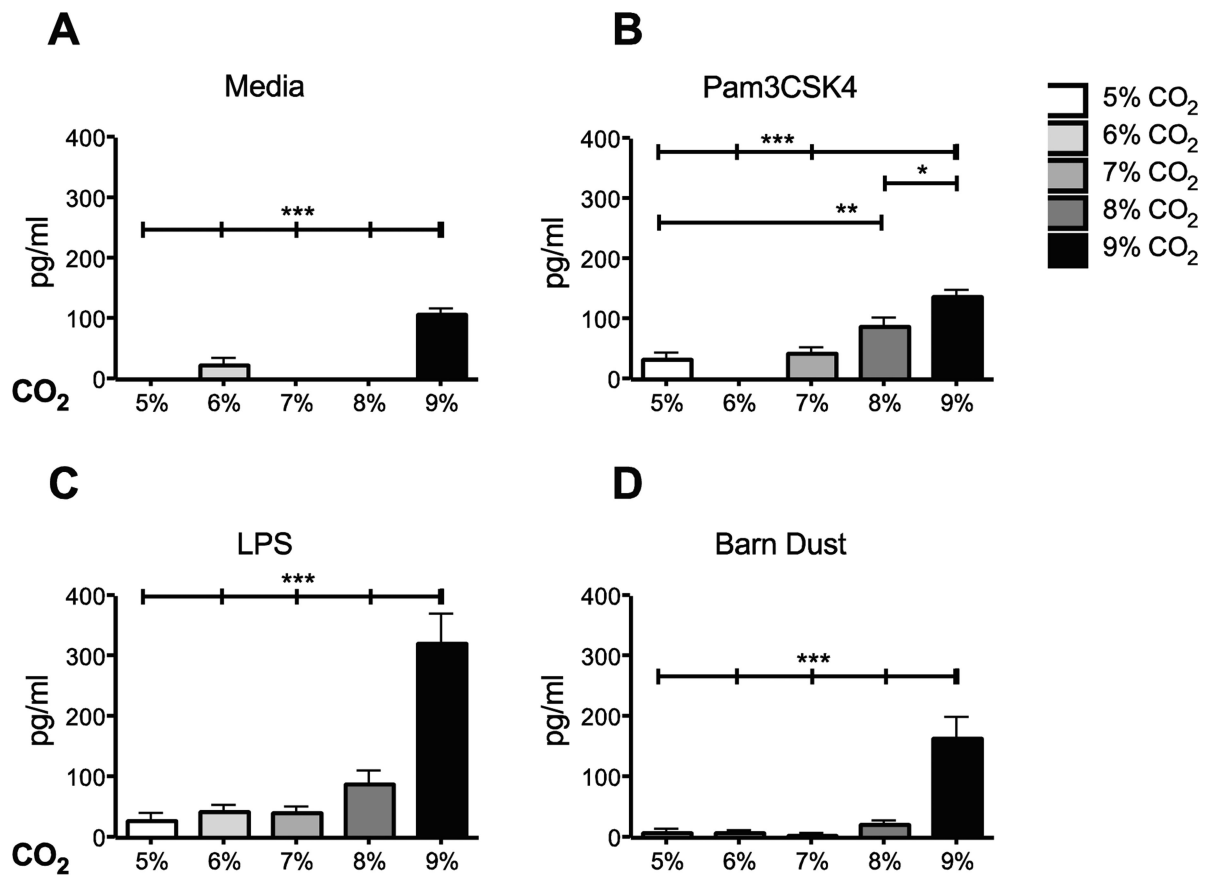 A
Media
400
300
200
100
0
pg/ml
***
CO2
5% 6% 7% 8% 9%
B
Pam3CSK4
400
300
200
100
0
pg/ml
***
*
**
5% 6% 7% 8% 9%
5% CO2
6% CO2
7% CO2
8% CO2
9% CO2
C
LPS
400
300
200
100
0
pg/ml
***
CO2
5% 6% 7% 8% 9%
D
Barn Dust
400
300
200
100
0
pg/ml
***
5% 6% 7% 8% 9%